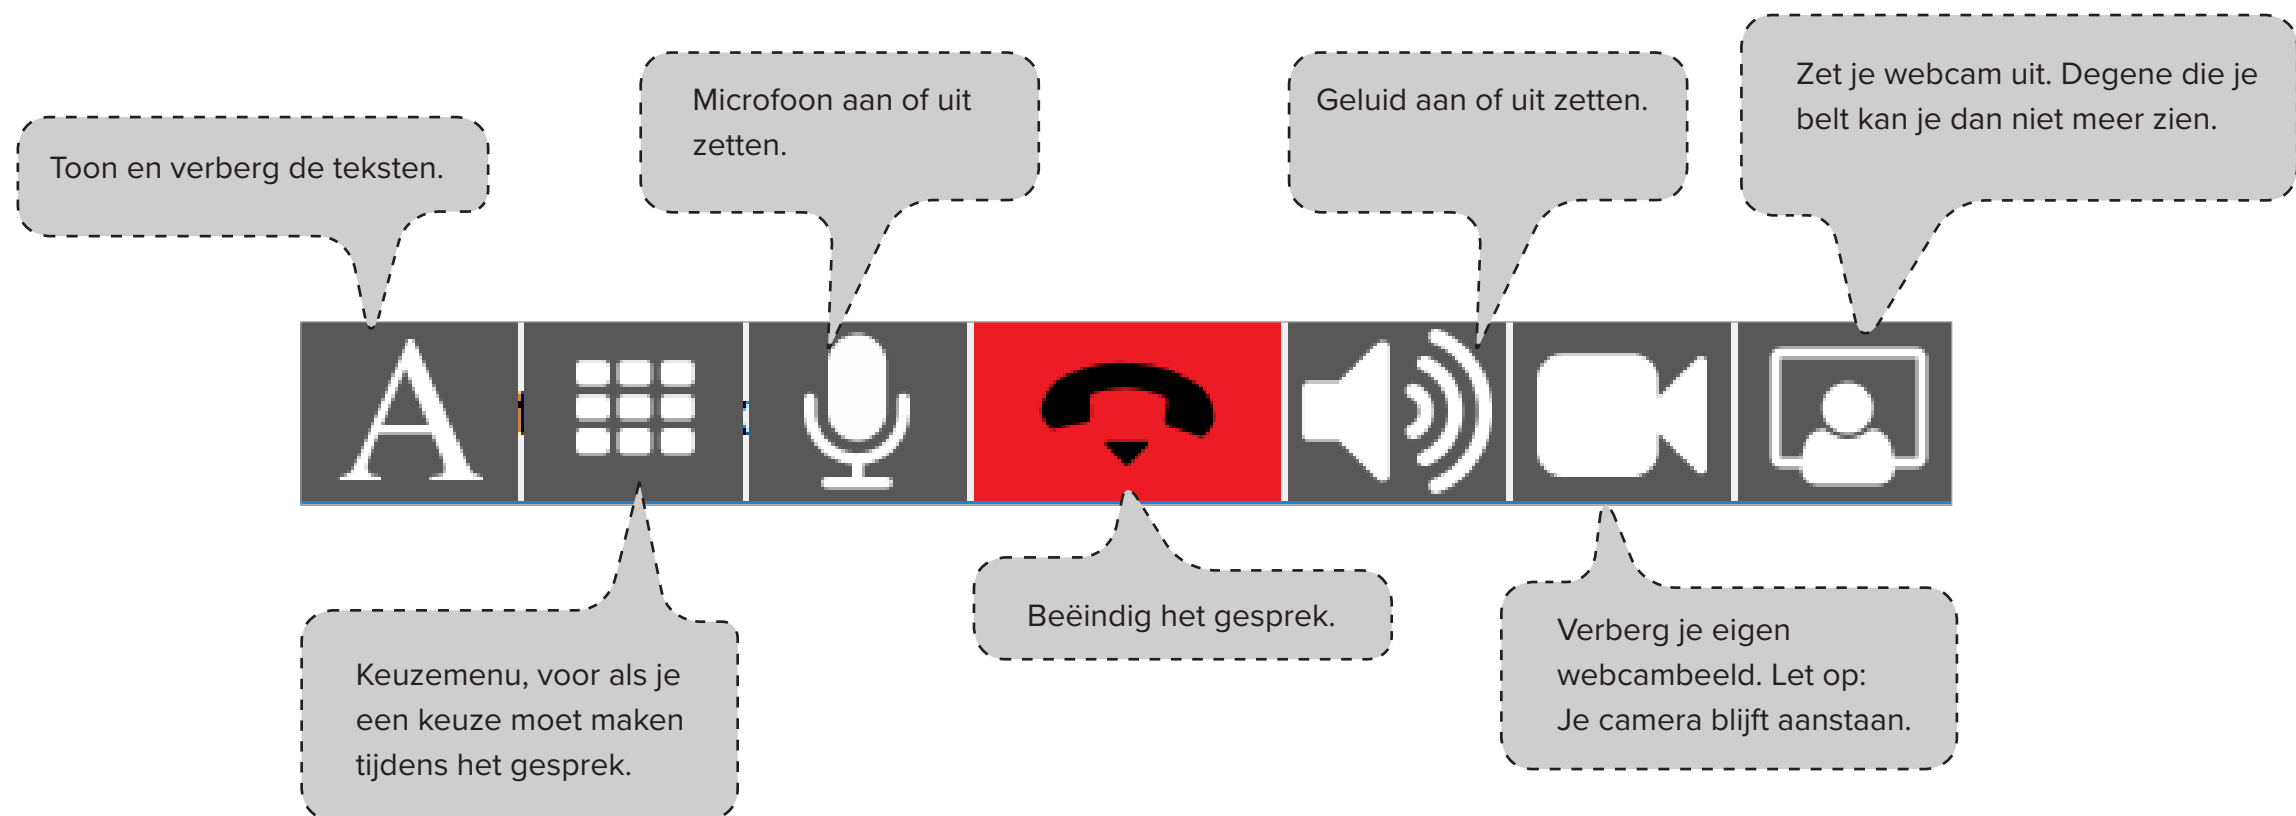 Toon en verberg de teksten.
Microfoon aan of uit
zetten.
Geluid aan of uit zetten.
Zet je webcam uit. Degene die je
belt kan je dan niet meer zien.
A
Keuzemenu, voor als je
een keuze moet maken
tijdens het gesprek.
Beëindig het gesprek.
Verberg je eigen
webcambeeld. Let op:
Je camera blijft aanstaan.